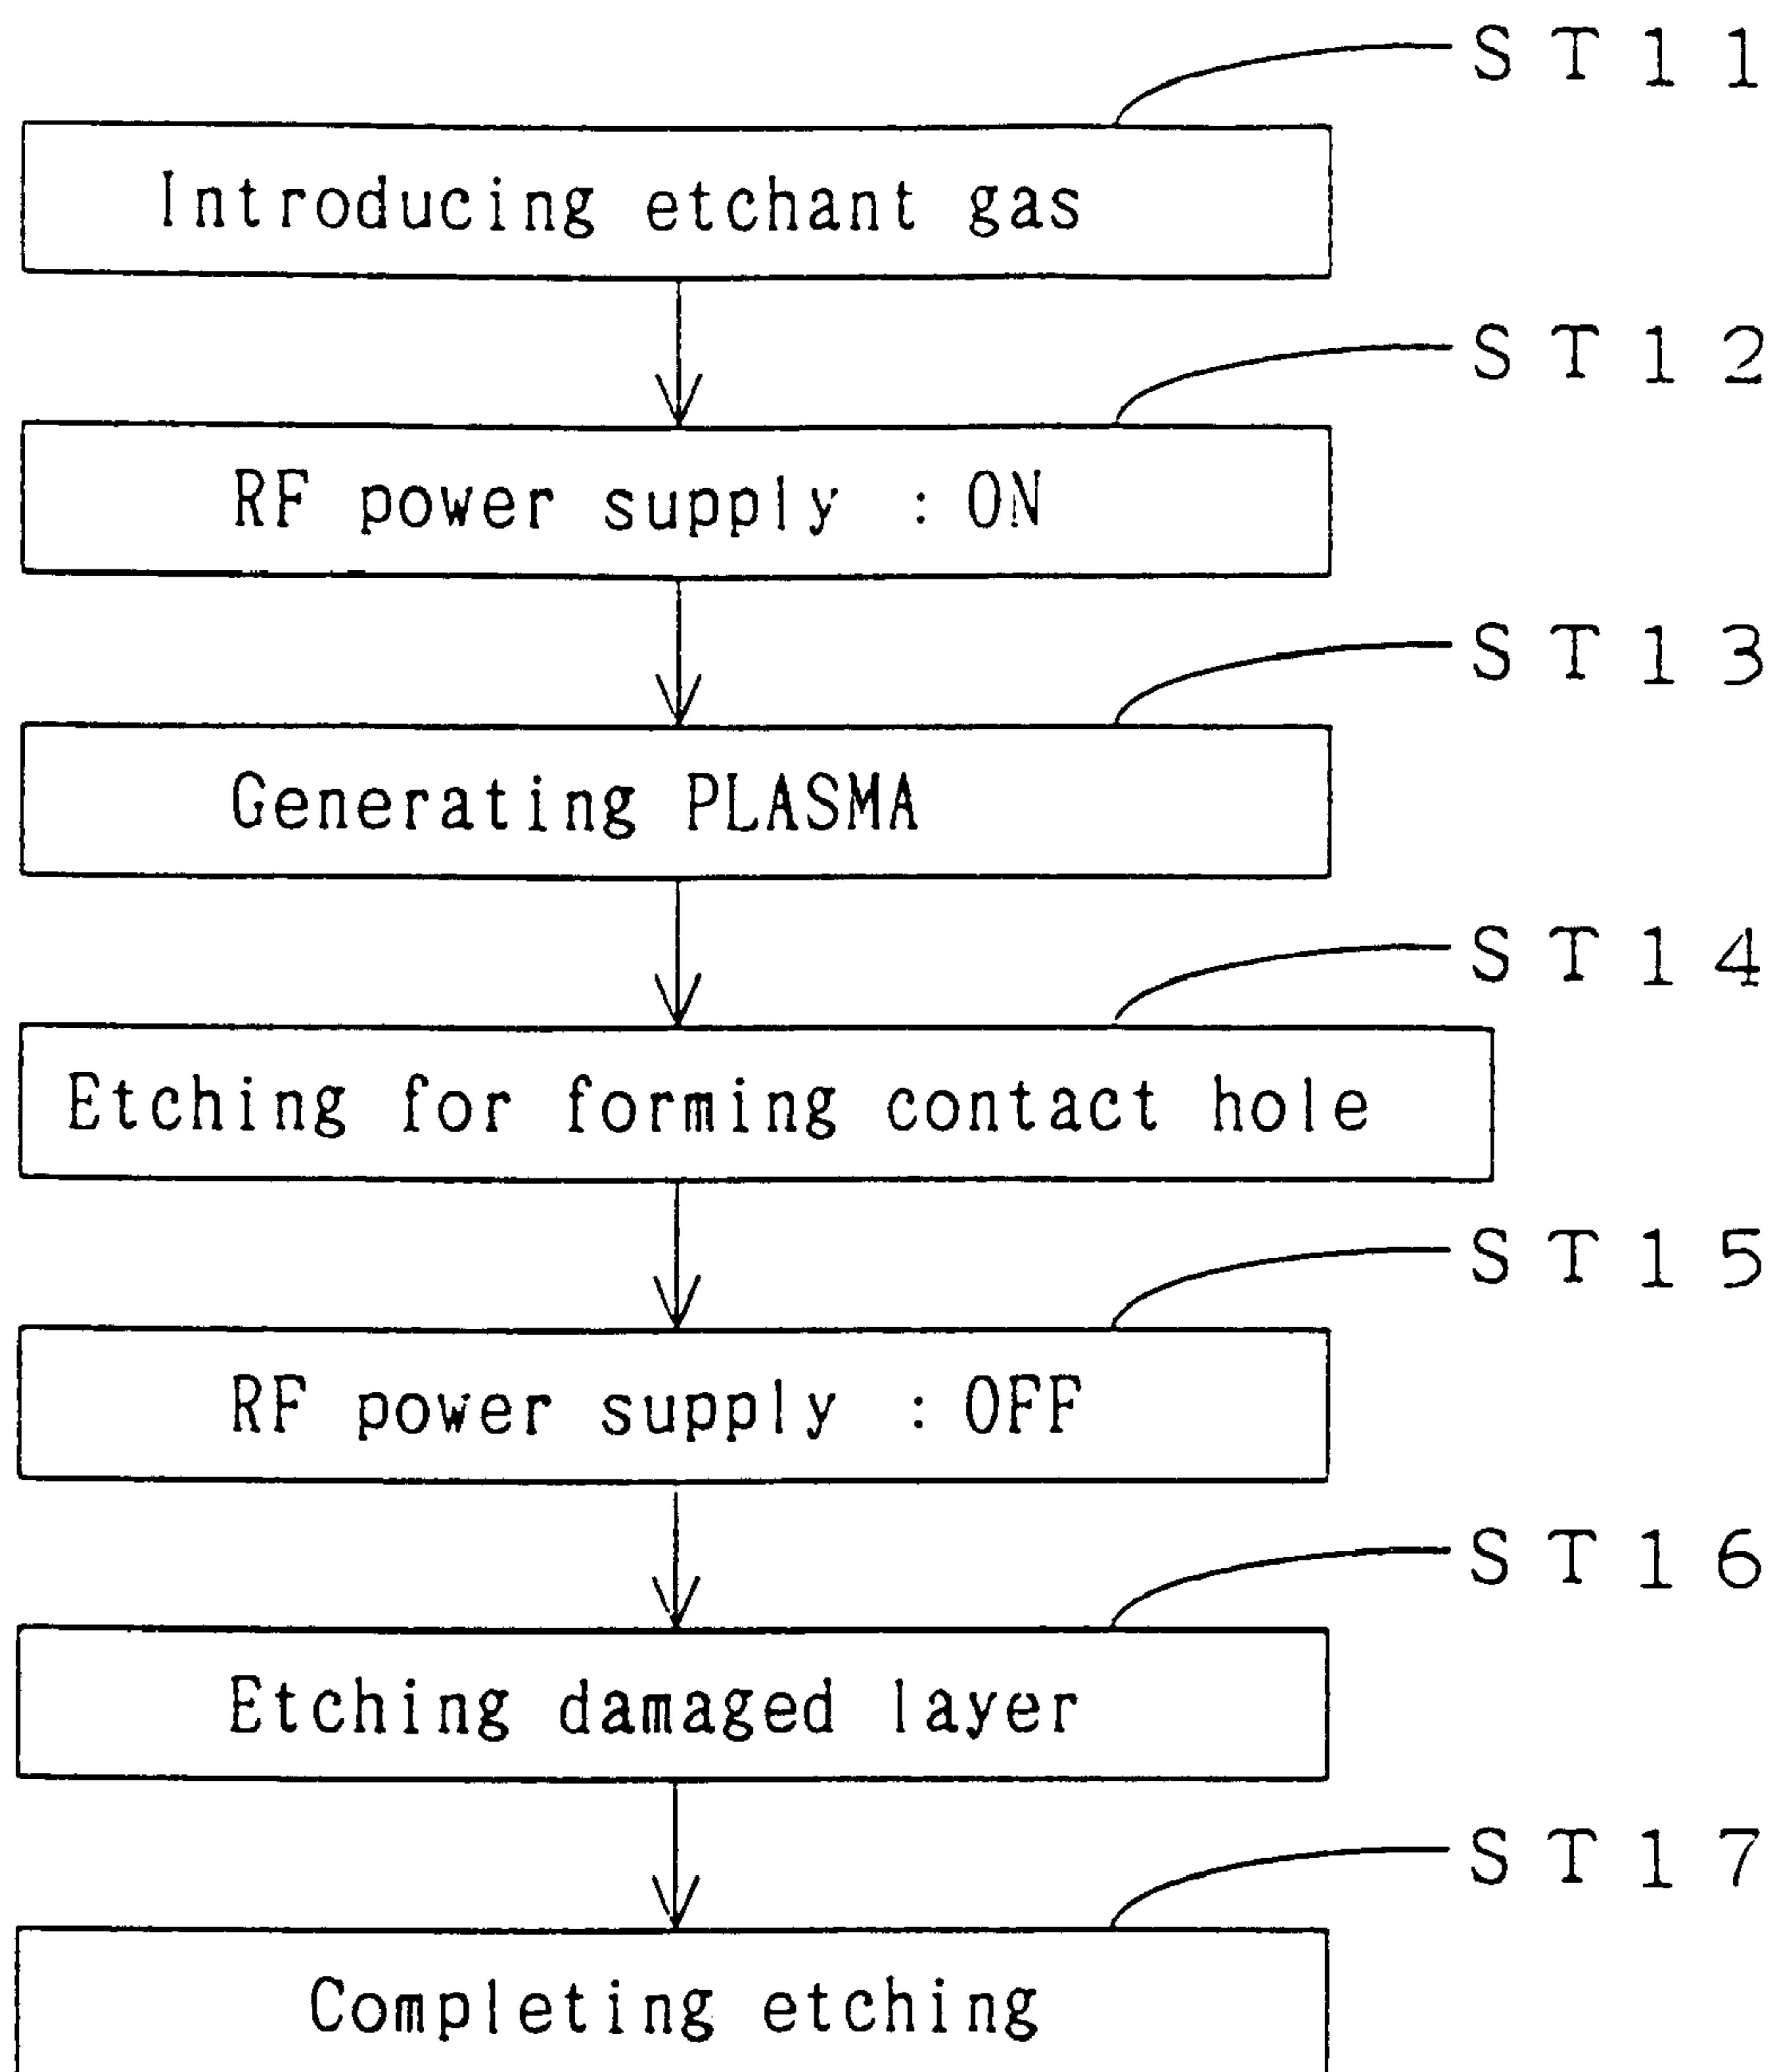 ST11
Introducing etchant gas
ST12
RF power supply : ON
ST13
Generating PLASMA
ST14
Etching for forming contact hole
ST15
RF power supply : OFF
ST16
Etching damaged layer
ST17
Completing etching